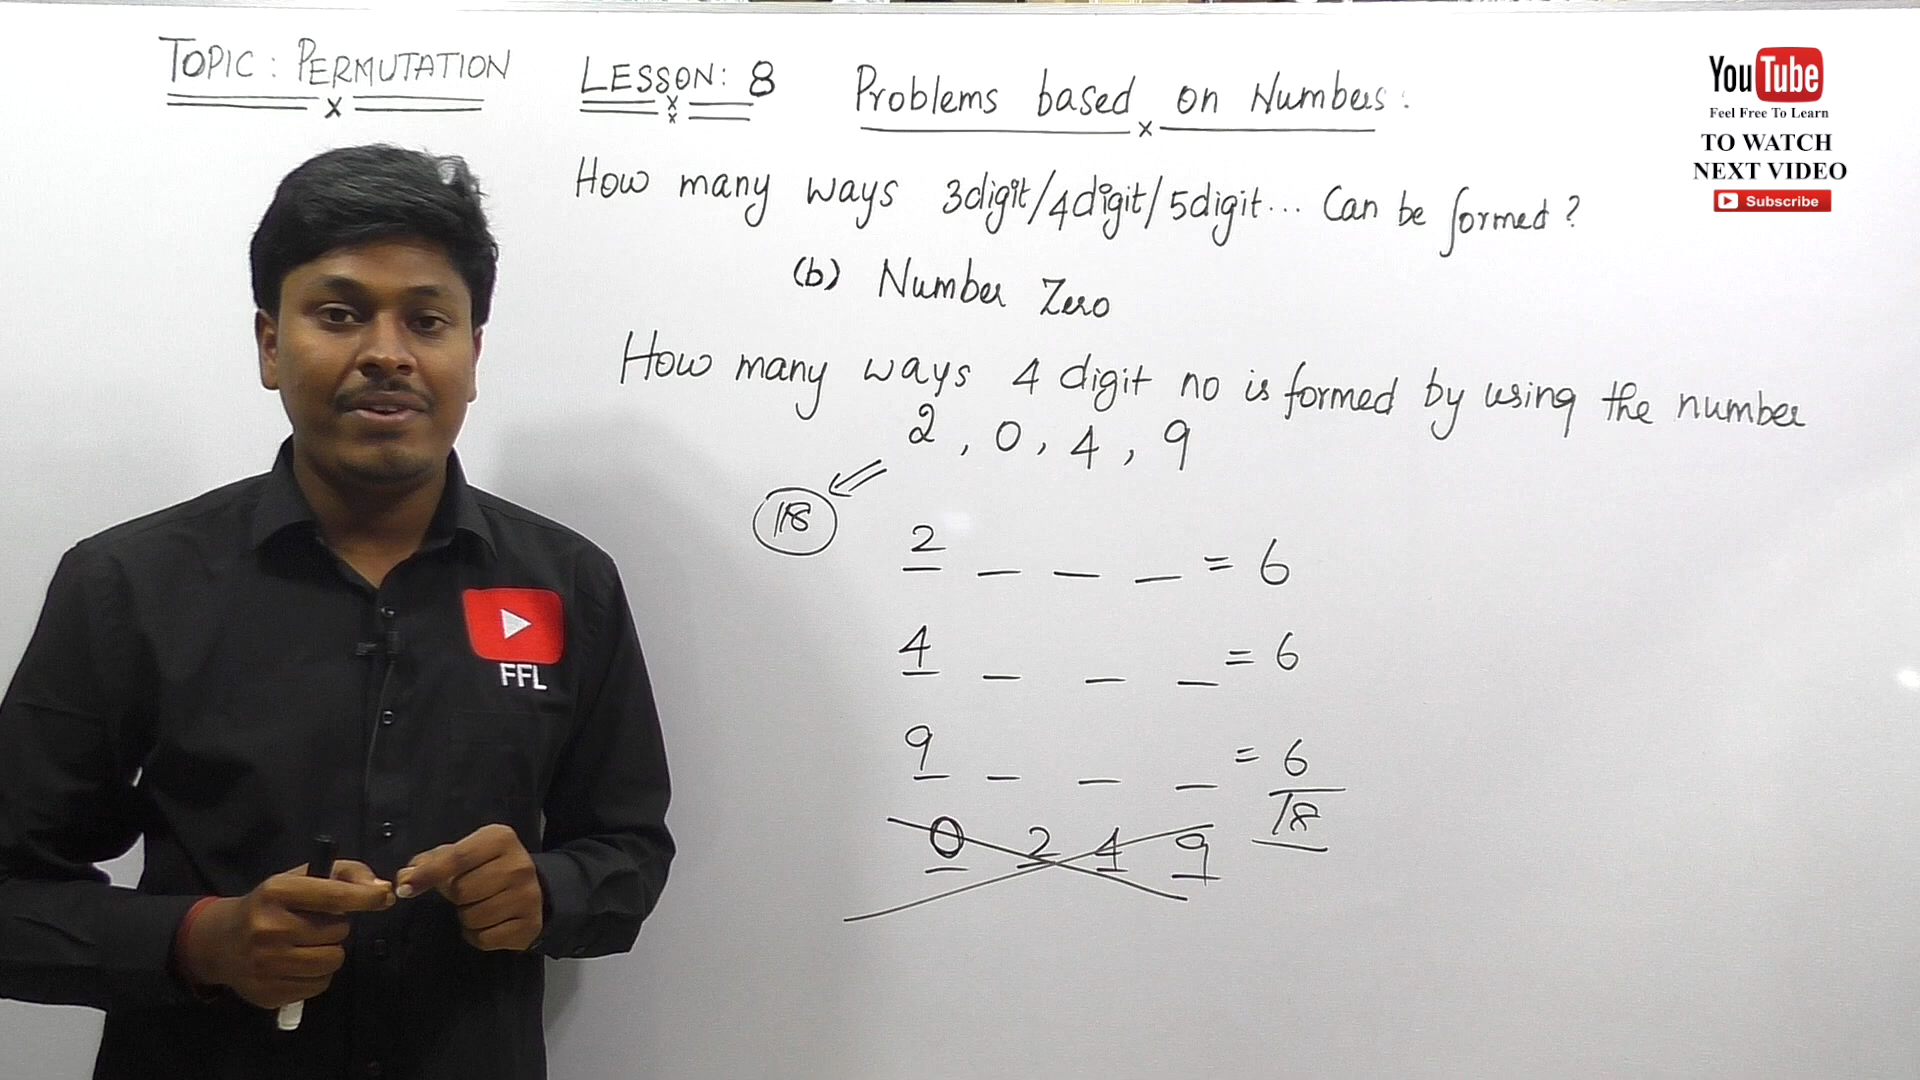 TOPIC: PERMUTATION LESSON: 8 Problems based on Numbers:
How many ways 3digit/4digit/5digit... Can be formed?
(b) Number Zero
How many ways 4 digit no is formed by using the number
2, 0, 4, 9
18
2 _ _ _ = 6
4 _ _ _ = 6
9 _ _ _ = 6
18
0 2 4 9
YouTube
Feel Free To Learn
TO WATCH
NEXT VIDEO
Subscribe
FFL